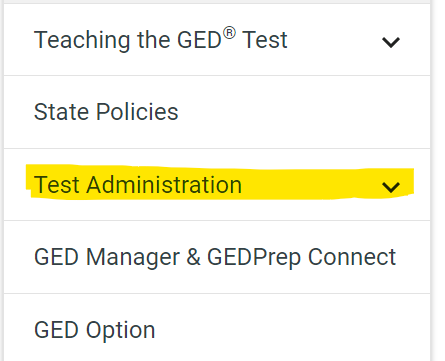 Teaching the GED® Test
State Policies
Test Administration
GED Manager & GEDPrep Connect
GED Option